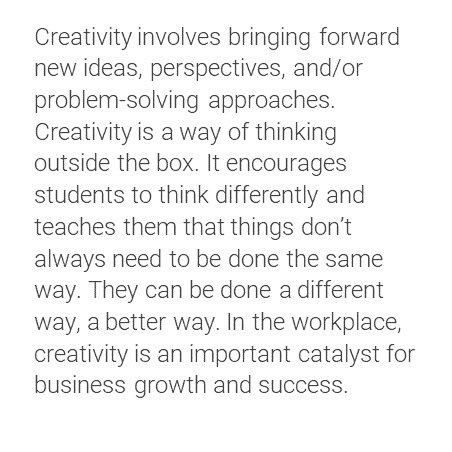 Creativity involves bringing forward
new ideas, perspectives, and/or
problem-solving approaches.
Creativity is a way of thinking
outside the box. It encourages
students to think differently and
teaches them that things don’t
always need to be done the same
way. They can be done a different
way, a better way. In the workplace,
creativity is an important catalyst for
business growth and success.